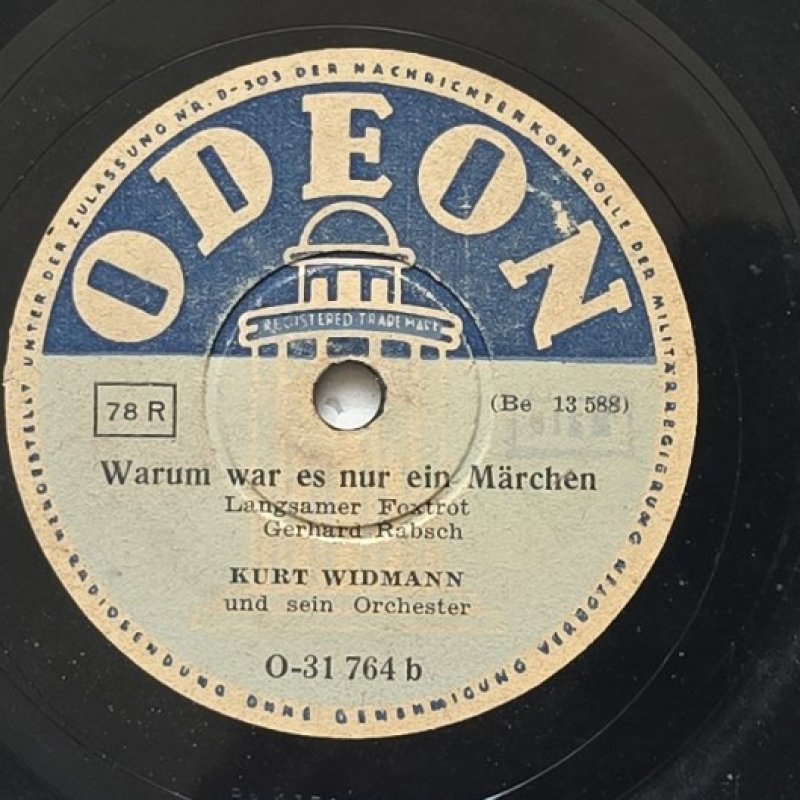 HERGESTELLT UNTER DER ZULASSUNG NR. D-503 DER NACHRICHTENKONTROLLE DER MILITÄRREGIERUNG
ODEON
REGISTERED TRADE MARK
78 R
(Be 13 588)
Warum war es nur ein Märchen
Langsamer Foxtrot
Gerhard Rabsch
KURT WIDMANN
und sein Orchester
O-31 764 b
RADIOSENDUNG OHNE GENEHMIGUNG VERBOTEN